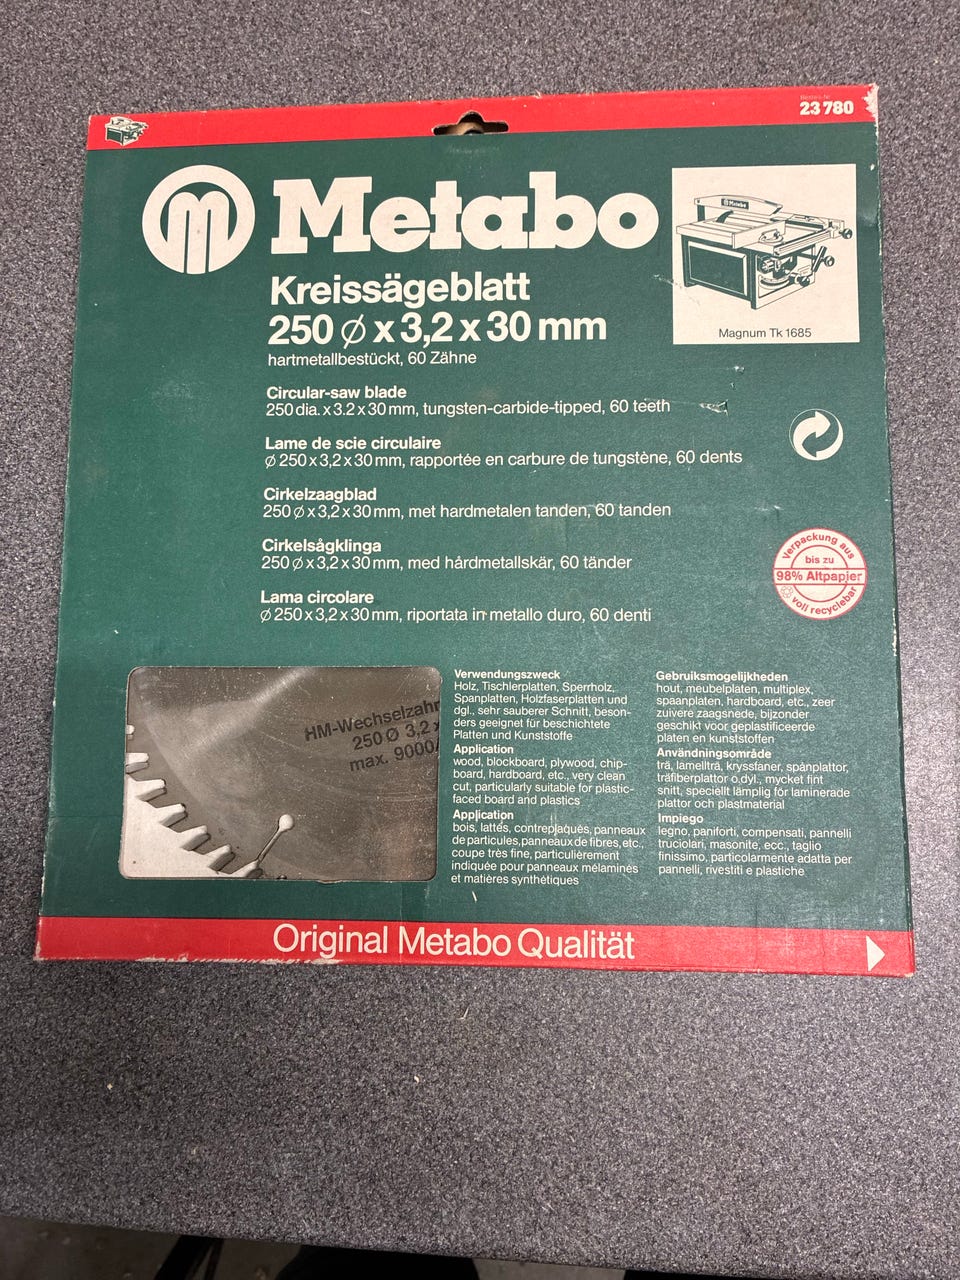 Bestell-Nr.
23 780
Metabo
Metabo
Kreissägeblatt
250 ∅ x 3,2 x 30 mm
hartmetallbestückt, 60 Zähne
Magnum Tk 1685
Circular-saw blade
250 dia. x 3.2 x 30 mm, tungsten-carbide-tipped, 60 teeth
Lame de scie circulaire
∅ 250 x 3,2 x 30 mm, rapportée en carbure de tungstène, 60 dents
Cirkelzaagblad
250 ∅ x 3,2 x 30 mm, met hardmetalen tanden, 60 tanden
Cirkelsågklinga
250 ∅ x 3,2 x 30 mm, med hårdmetallskär, 60 tänder
Lama circolare
∅ 250 x 3,2 x 30 mm, riportata in metallo duro, 60 denti
Verpackung aus
bis zu
98% Altpapier
voll recyclebar
HM-Wechselzahn
250 Ø 3,2 x
max. 9000/
Verwendungszweck
Holz, Tischlerplatten, Sperrholz,
Spanplatten, Holzfaserplatten und
dgl., sehr sauberer Schnitt, beson-
ders geeignet für beschichtete
Platten und Kunststoffe
Application
wood, blockboard, plywood, chip-
board, hardboard, etc., very clean
cut, particularly suitable for plastic-
faced board and plastics
Application
bois, lattés, contreplaqués, panneaux
de particules, panneaux de fibres, etc.,
coupe très fine, particulièrement
indiquée pour panneaux mélaminés
et matières synthétiques
Gebruiksmogelijkheden
hout, meubelplaten, multiplex,
spaanplaten, hardboard, etc., zeer
zuivere zaagsnede, bijzonder
geschikt voor geplastificeerde
platen en kunststoffen
Användningsområde
trä, lamellträ, kryssfaner, spånplattor,
träfiberplattor o.dyl., mycket fint
snitt, speciellt lämplig för laminerade
plattor och plastmaterial
Impiego
legno, paniforti, compensati, pannelli
truciolari, masonite, ecc., taglio
finissimo, particolarmente adatta per
pannelli, rivestiti e plastiche
Original Metabo Qualität